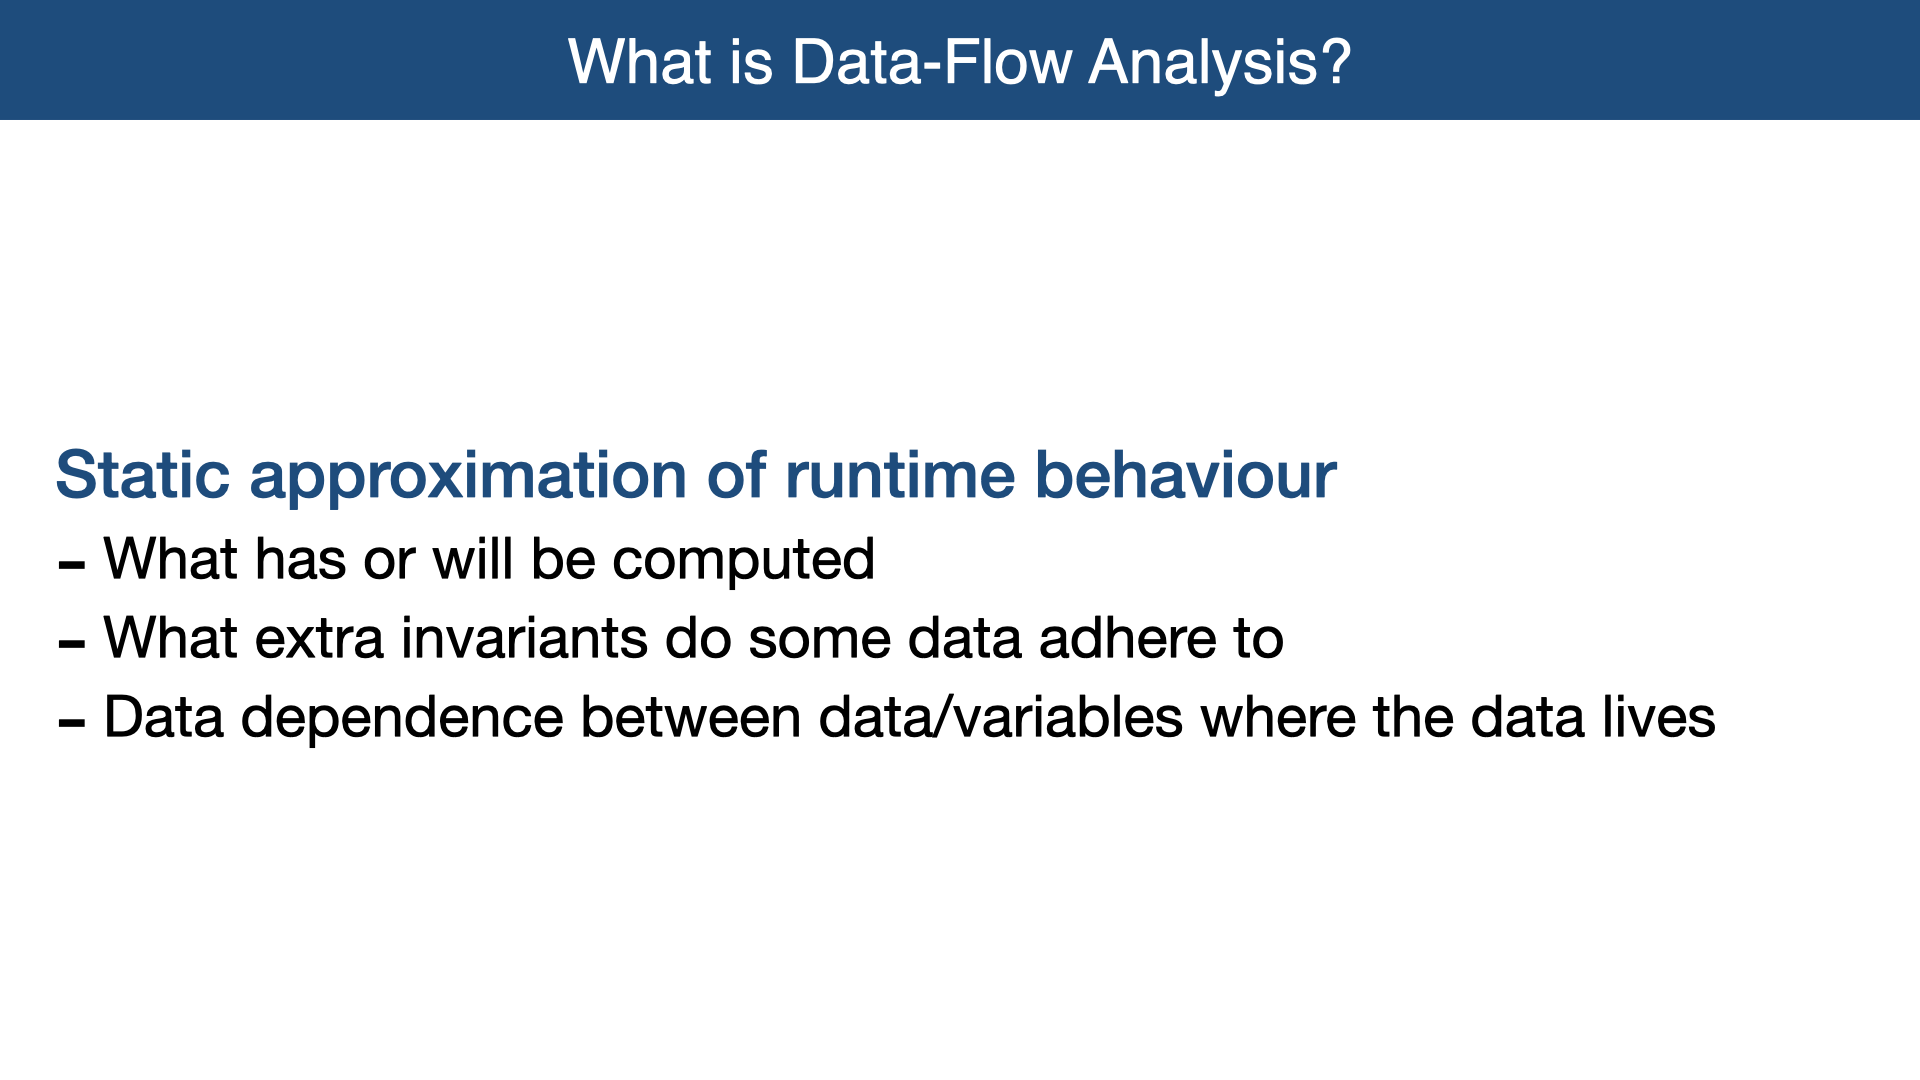 What is Data-Flow Analysis?
Static approximation of runtime behaviour
- What has or will be computed
- What extra invariants do some data adhere to
- Data dependence between data/variables where the data lives